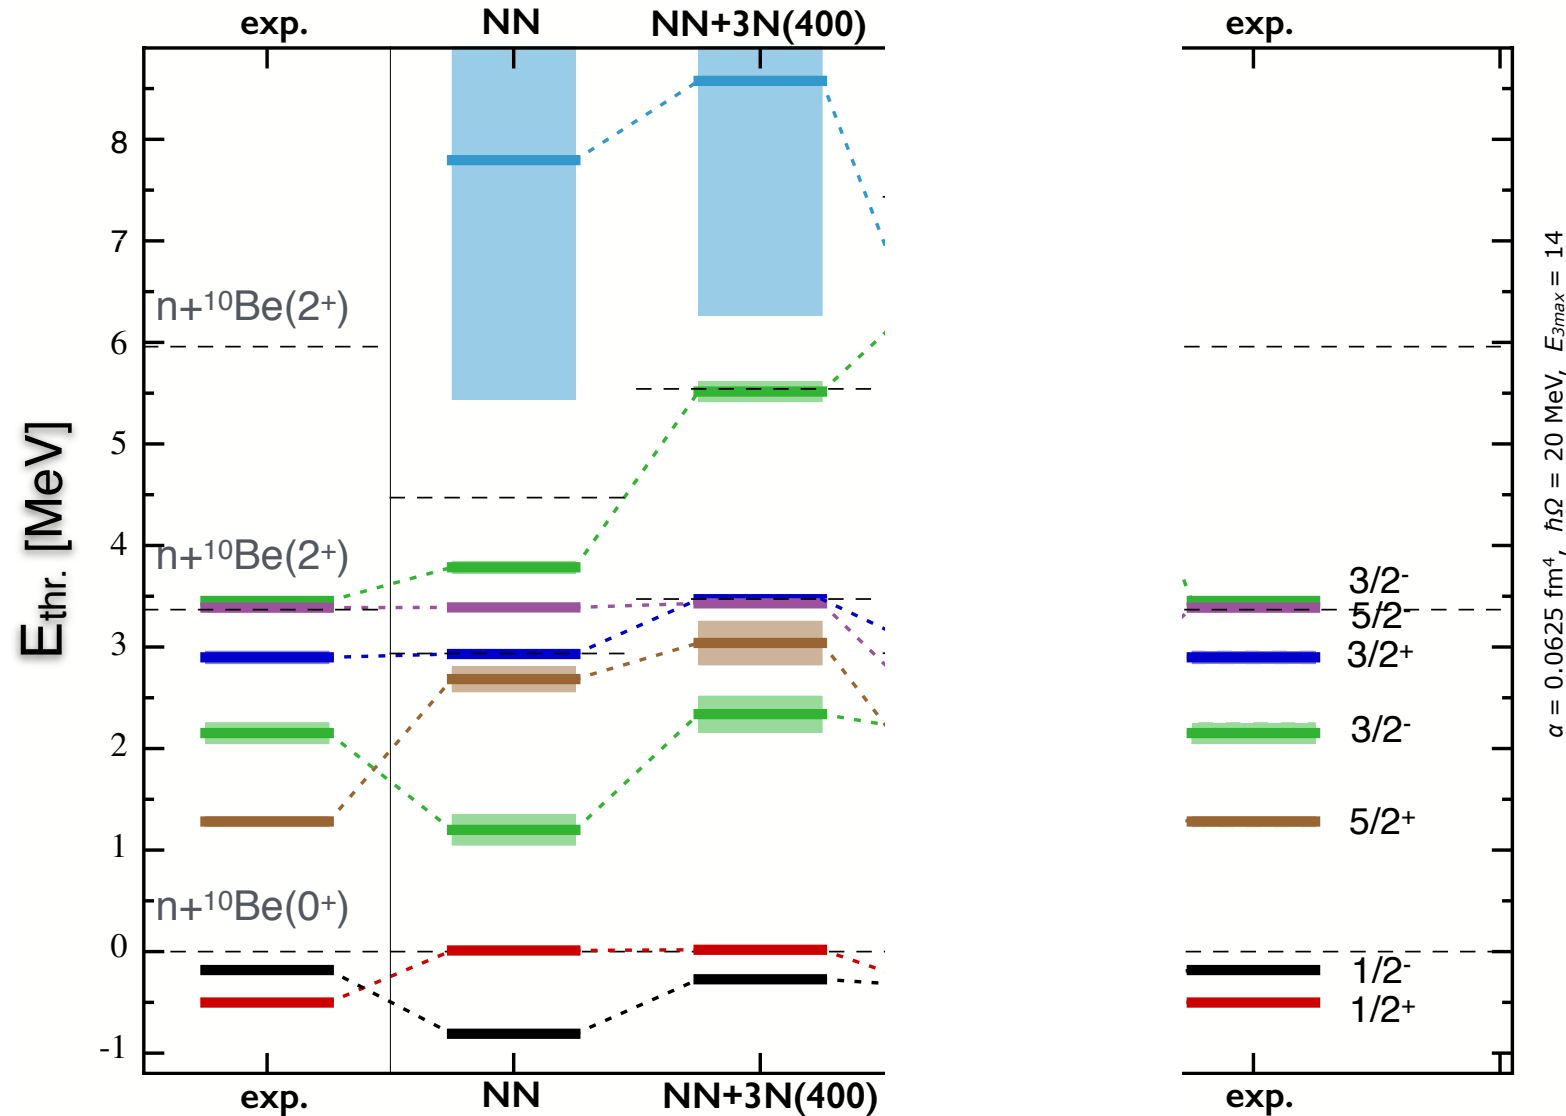 exp. NN NN+3N(400) exp.
8
7
n+¹⁰Be(2⁺)
6
5
4
n+¹⁰Be(2⁺)
3
2
1
n+¹⁰Be(0⁺)
0
-1
Ethr. [MeV]
3/2⁻
5/2⁻
3/2⁺
3/2⁻
5/2⁺
1/2⁻
1/2⁺
α = 0.0625 fm⁴, ℏΩ = 20 MeV, E3max = 14
exp. NN NN+3N(400) exp.